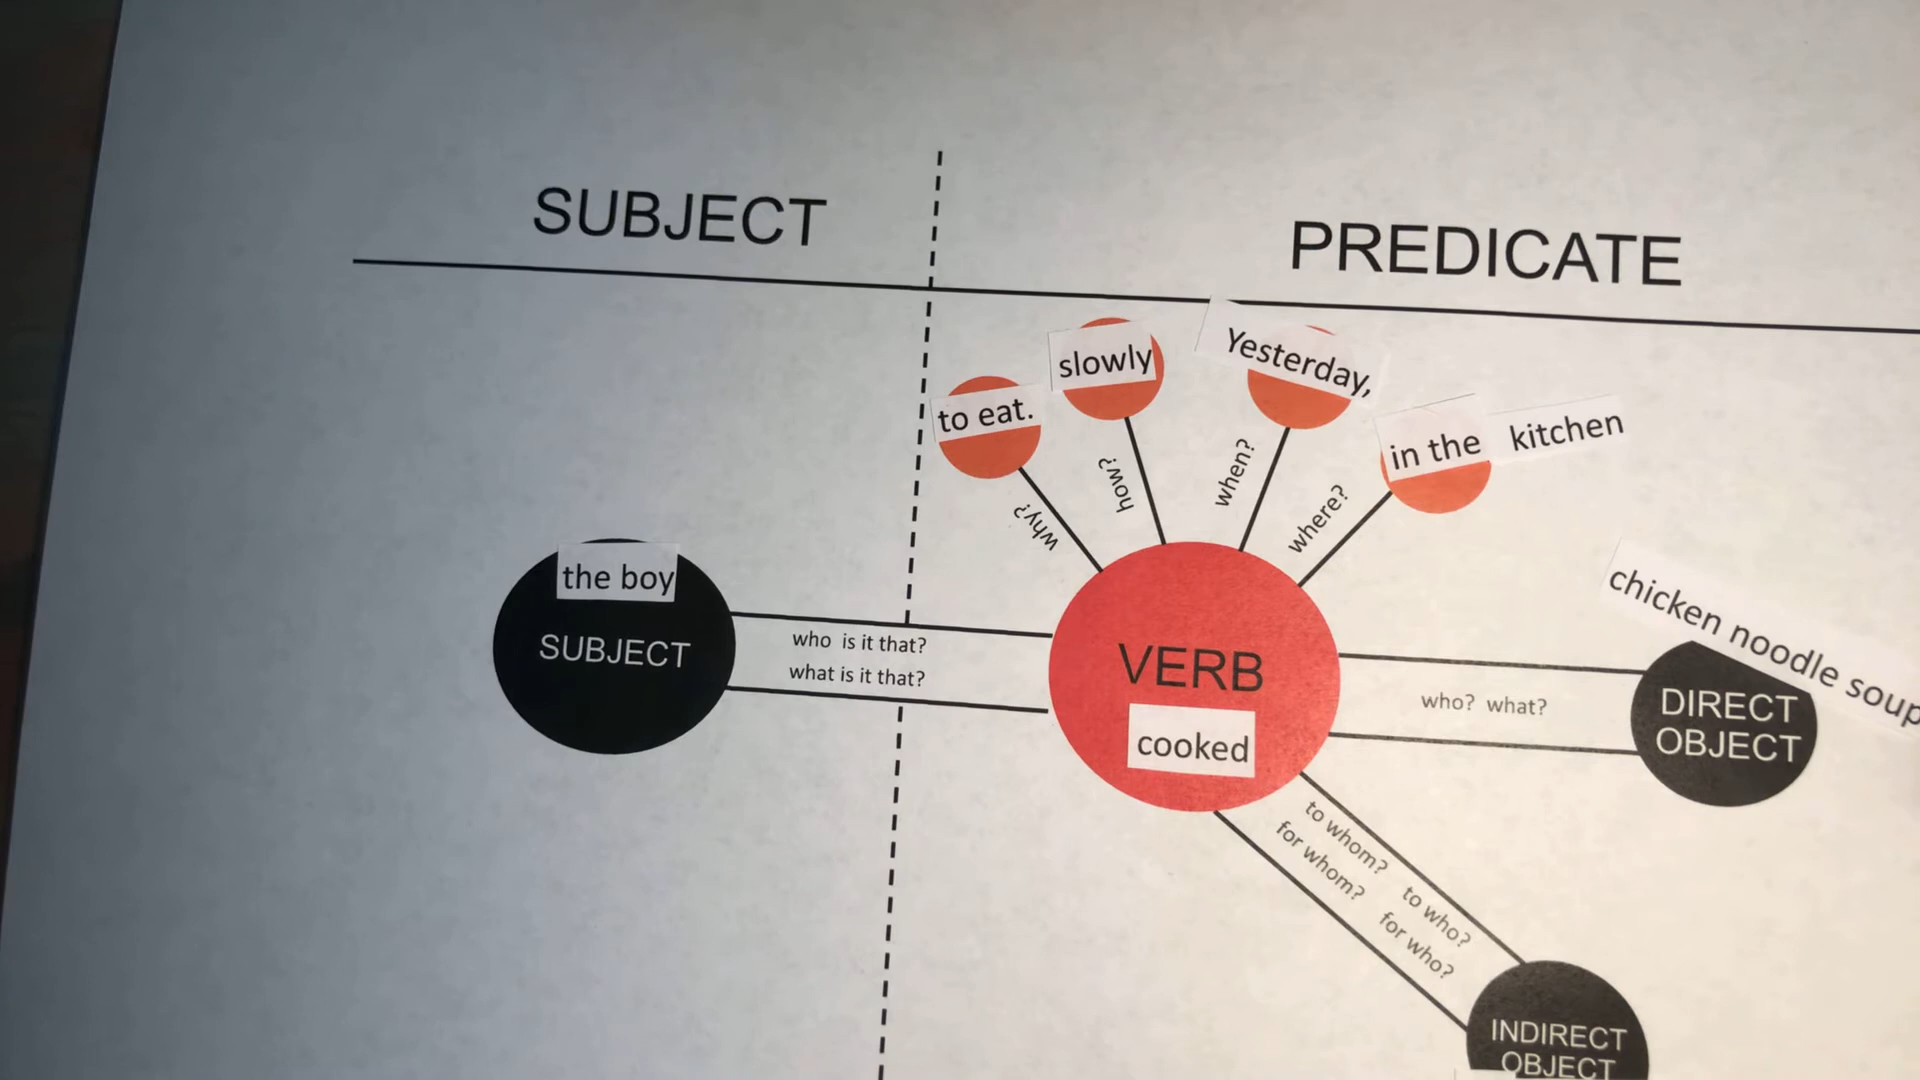 SUBJECT
PREDICATE
slowly
Yesterday,
to eat.
in the kitchen
how?
when?
why?
where?
the boy
SUBJECT
who is it that?
what is it that?
VERB
cooked
who? what?
chicken noodle soup
DIRECT
OBJECT
to whom? to who?
for whom? for who?
INDIRECT
OBJECT